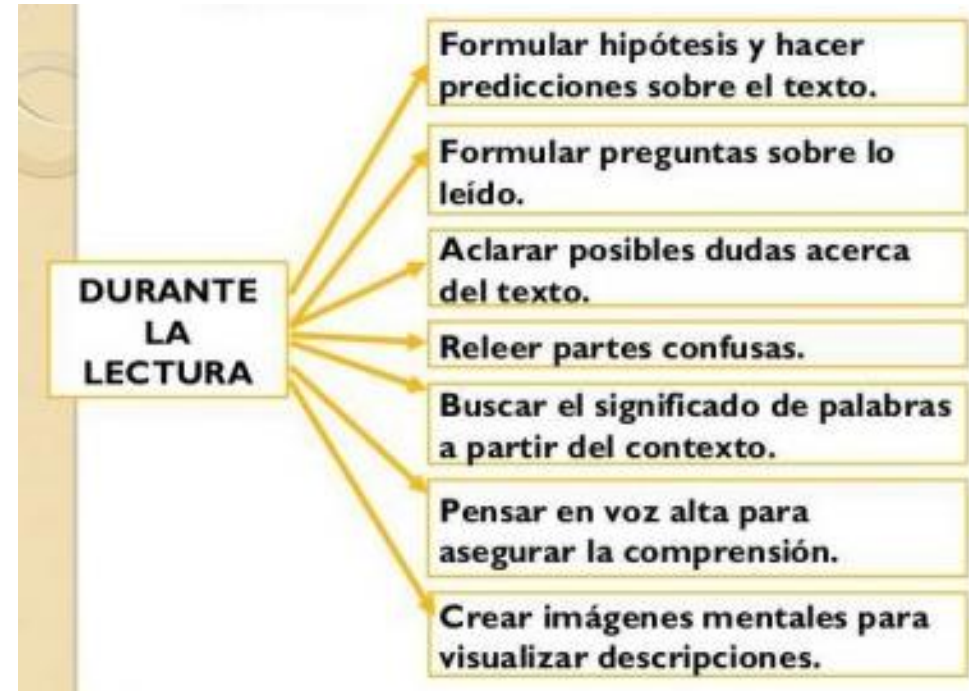 DURANTE
LA
LECTURA
Formular hipótesis y hacer
predicciones sobre el texto.
Formular preguntas sobre lo
leído.
Aclarar posibles dudas acerca
del texto.
Releer partes confusas.
Buscar el significado de palabras
a partir del contexto.
Pensar en voz alta para
asegurar la comprensión.
Crear imágenes mentales para
visualizar descripciones.